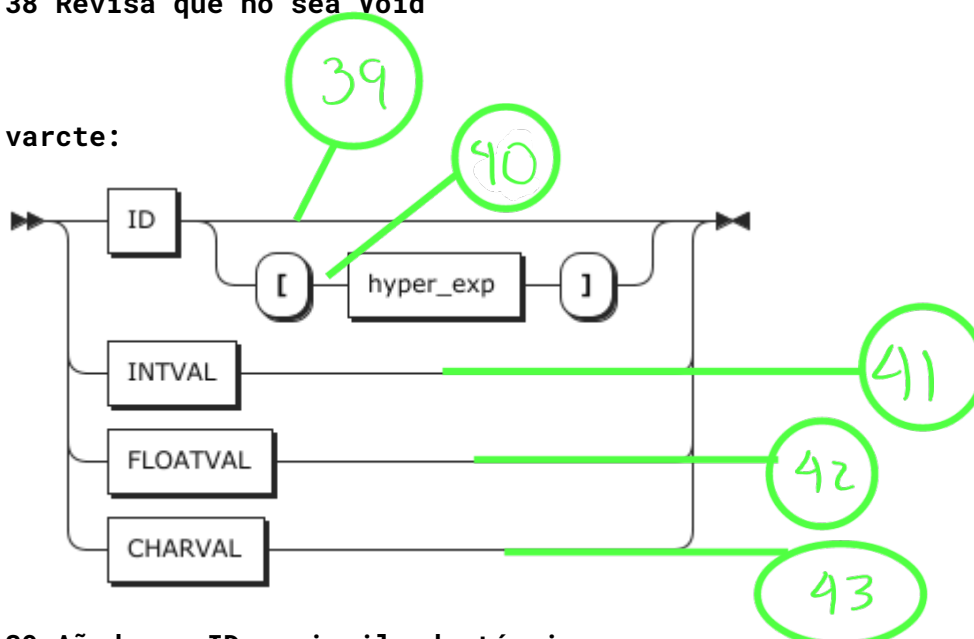 38 Revisa que no sea Void
39
varcte:
40
ID
[ hyper_exp ]
INTVAL
41
FLOATVAL
42
CHARVAL
43